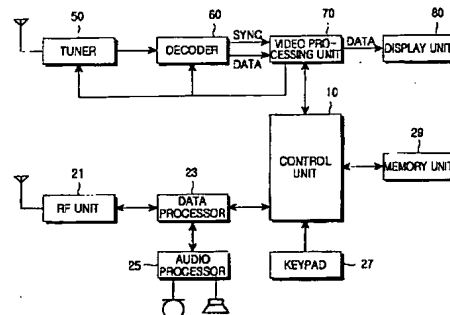 50
60
70
80
TUNER
DECODER
SYNC
DATA
VIDEO PRO-
CESSING UNIT
DATA
DISPLAY UNIT
10
CONTROL
UNIT
29
MEMORY UNIT
21
RF UNIT
23
DATA
PROCESSOR
25
AUDIO
PROCESSOR
KEYPAD
27